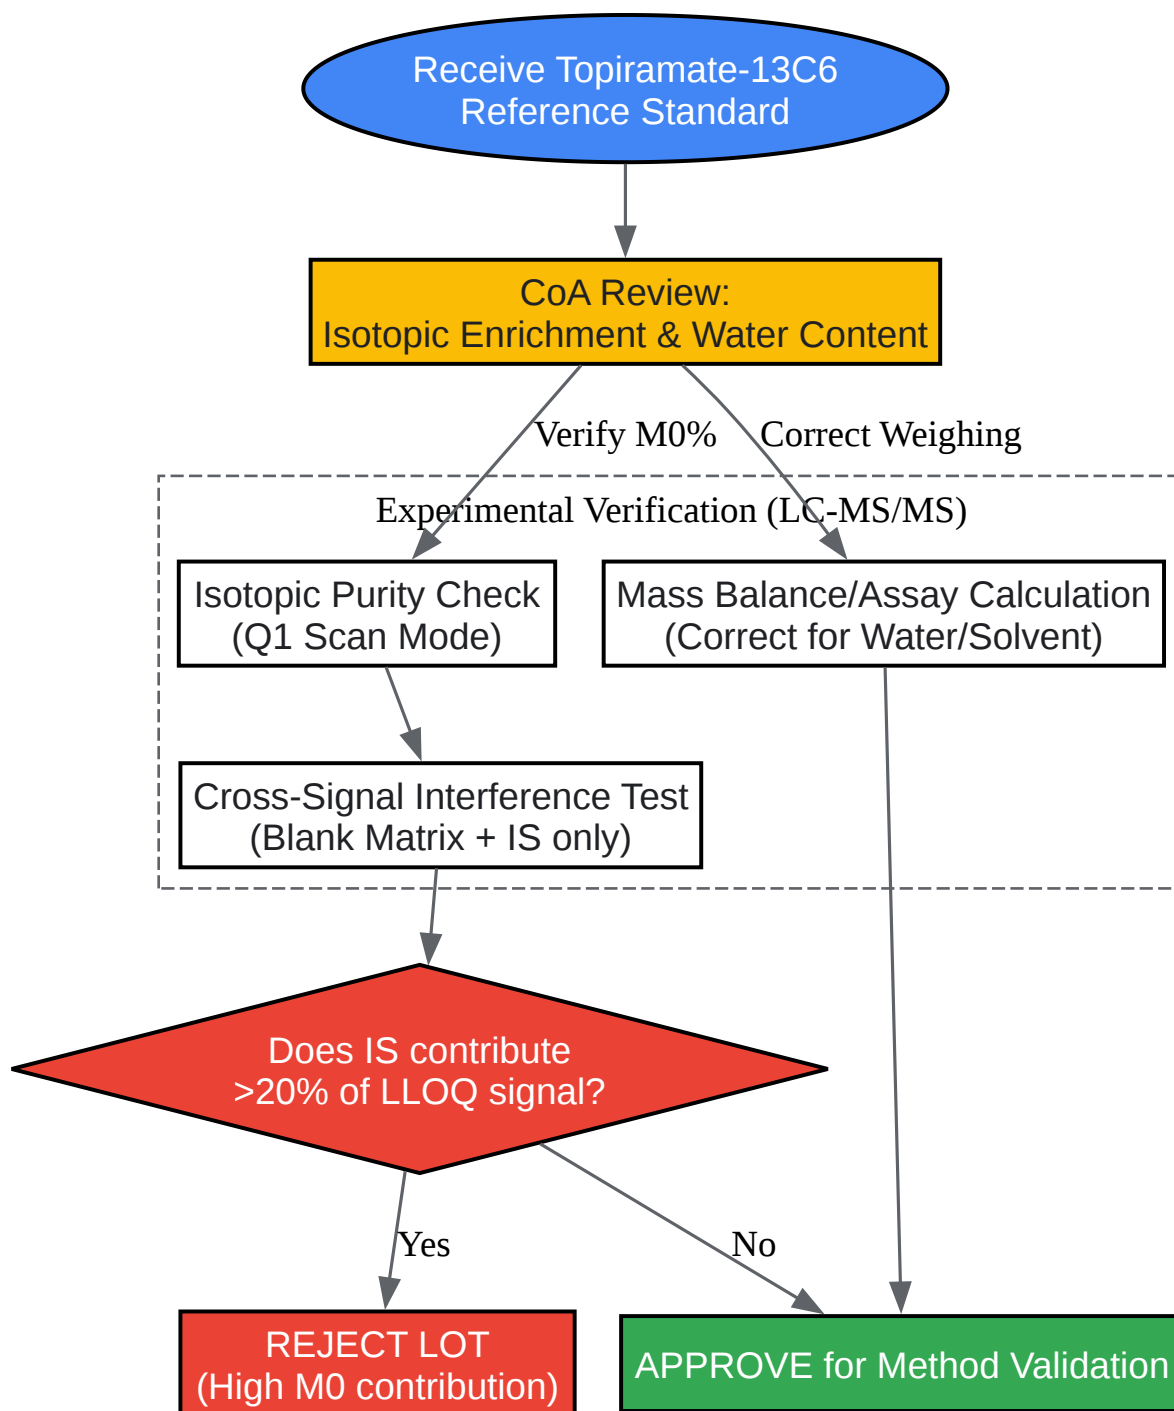 Receive Topiramate-13C6
Reference Standard
CoA Review:
Isotopic Enrichment & Water Content
Verify M0%
Correct Weighing
Experimental Verification (LC-MS/MS)
Isotopic Purity Check
(Q1 Scan Mode)
Mass Balance/Assay Calculation
(Correct for Water/Solvent)
Cross-Signal Interference Test
(Blank Matrix + IS only)
Does IS contribute
>20% of LLOQ signal?
Yes
No
REJECT LOT
(High M0 contribution)
APPROVE for Method Validation